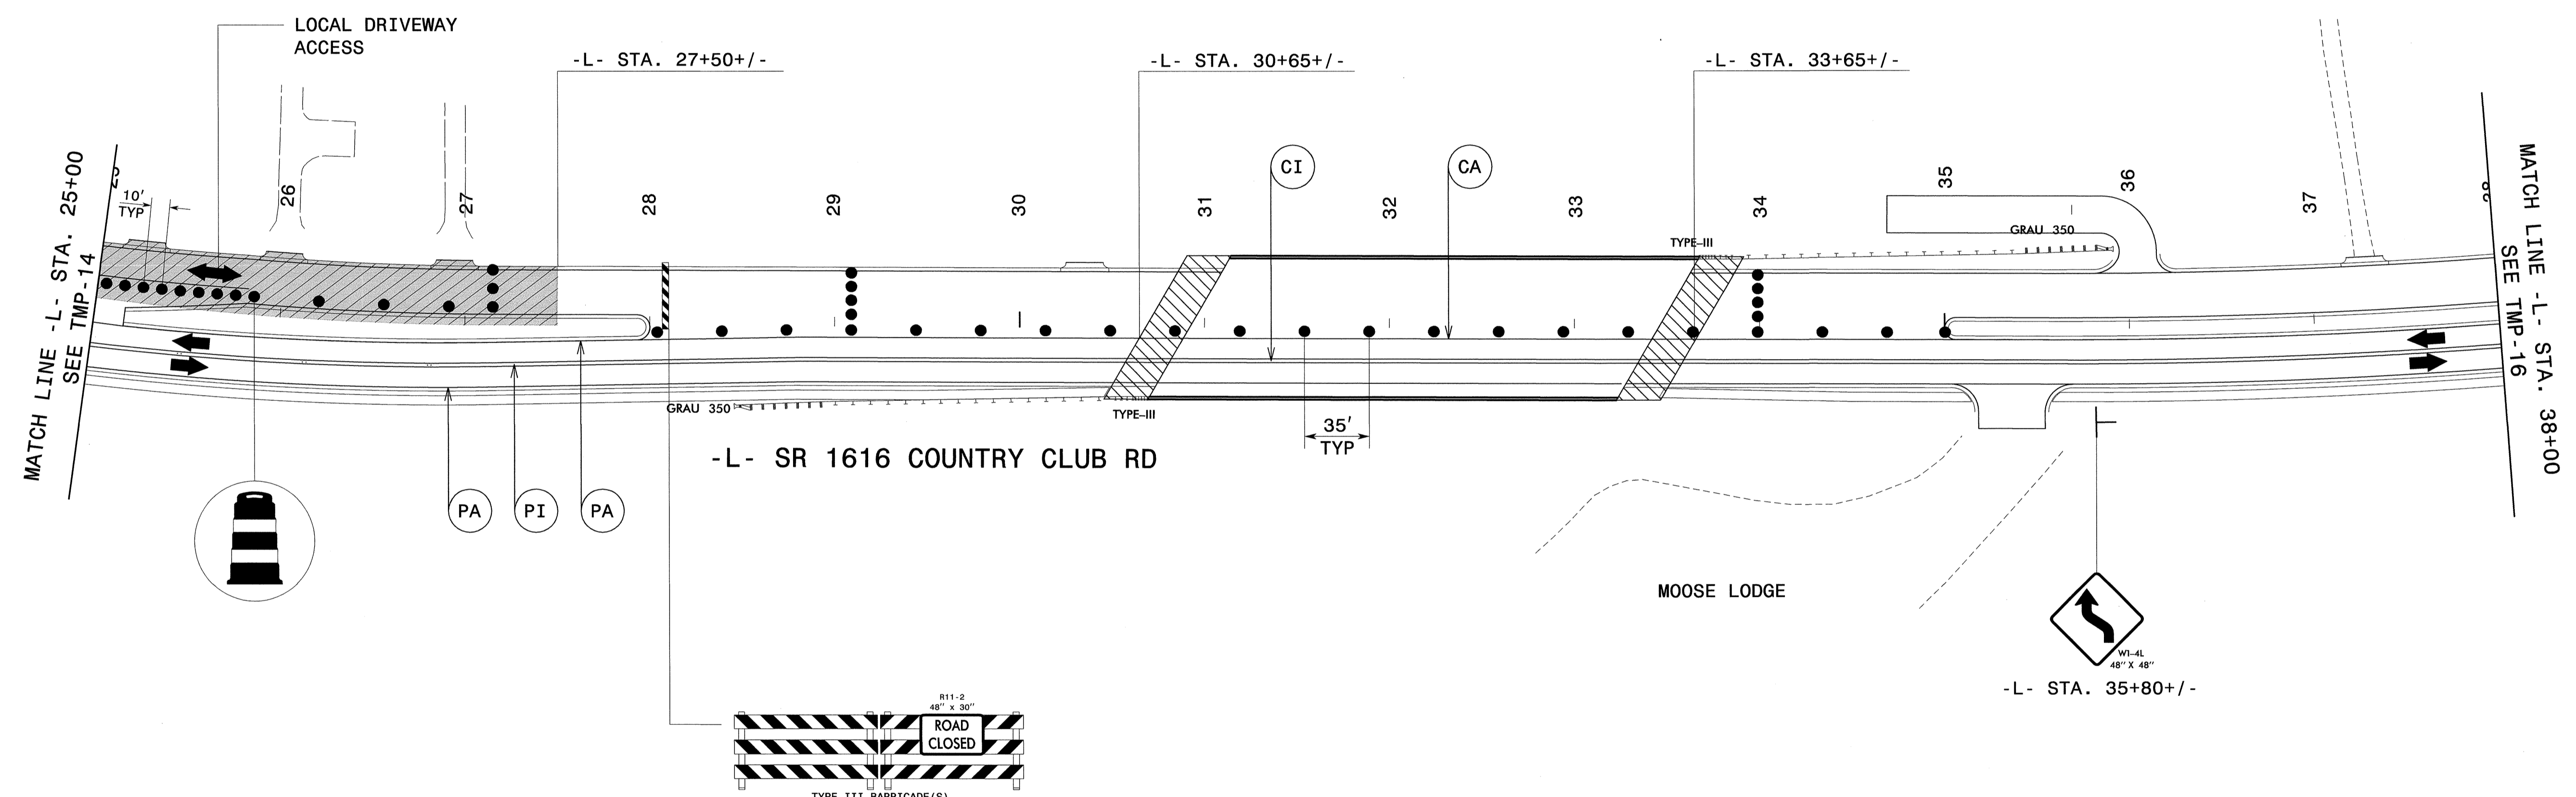 LOCAL DRIVEWAY
ACCESS
-L- STA. 27+50+/-
-L- STA. 30+65+/-
-L- STA. 33+65+/-
MATCH LINE -L- STA. 25+00
SEE TMP-14
10'
TYP
26
27
28
29
30
31
32
33
34
35
36
37
CI
CA
TYPE-III
GRAU 350
MATCH LINE -L- STA. 38+00
SEE TMP-16
GRAU 350
TYPE-III
35'
TYP
-L- SR 1616 COUNTRY CLUB RD
PA
PI
PA
MOOSE LODGE
W1-4L
48" X 48"
-L- STA. 35+80+/-
R11-2
48" x 30"
ROAD
CLOSED
TYPE III BARRICADE(S)